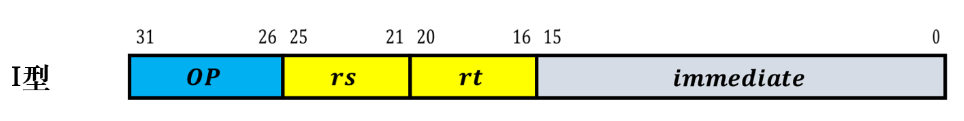 31 26 25 21 20 16 15 0
I型 OP rs rt immediate